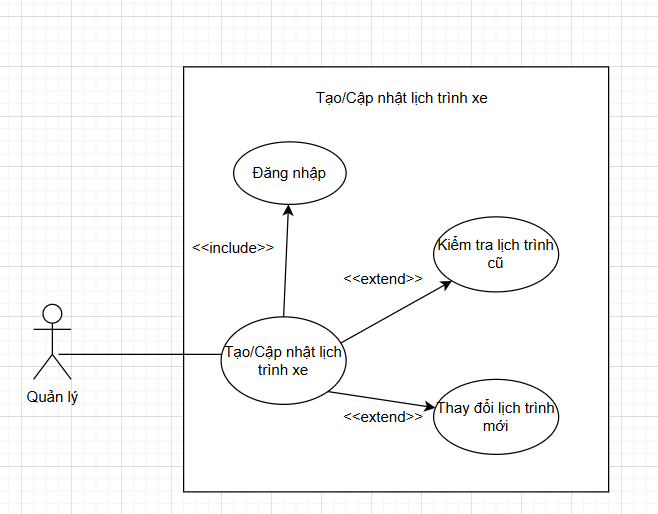 Tạo/Cập nhật lịch trình xe
Đăng nhập
<<include>>
Kiểm tra lịch trình
cũ
<<extend>>
Tạo/Cập nhật lịch
trình xe
Quản lý
Thay đổi lịch trình
mới
<<extend>>